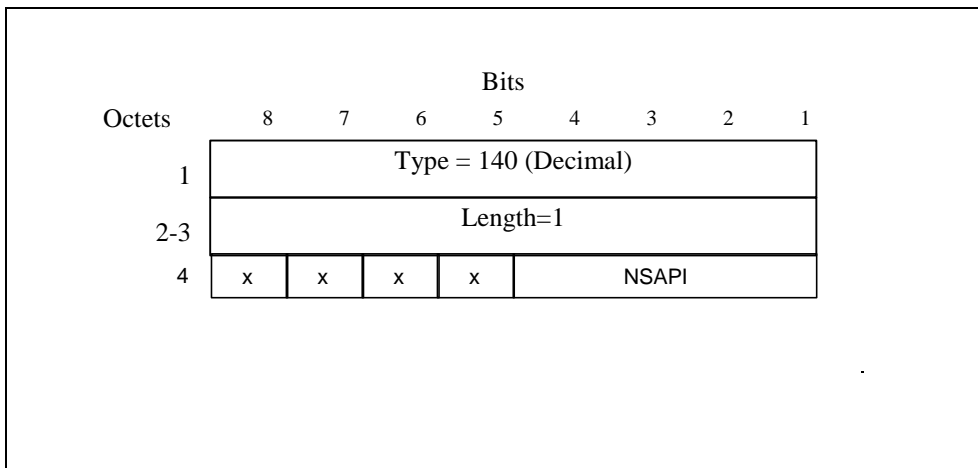 Bits
Octets 8 7 6 5 4 3 2 1
1 Type = 140 (Decimal)
2-3 Length=1
4 x x x x NSAPI
.